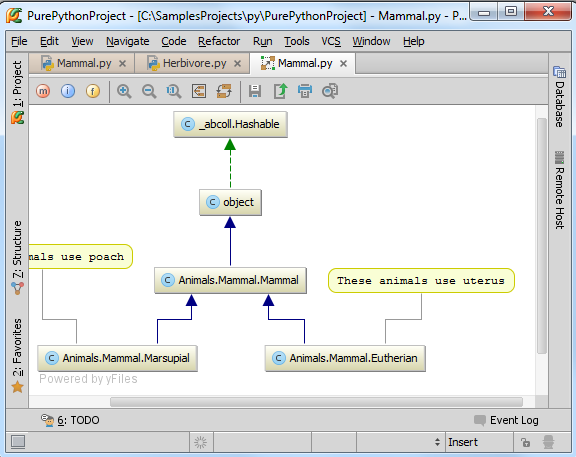 PurePythonProject - [C:\SamplesProjects\py\PurePythonProject] - Mammal.py - P...
File Edit View Navigate Code Refactor Run Tools VCS Window Help
Mammal.py Herbivore.py Mammal.py
1: Project
m i f
1:1
Database
Remote Host
C _abcoll.Hashable
C object
mals use poach
C Animals.Mammal.Mammal
These animals use uterus
7: Structure
C Animals.Mammal.Marsupial
C Animals.Mammal.Eutherian
Powered by yFiles
2: Favorites
6: TODO
Event Log
Insert